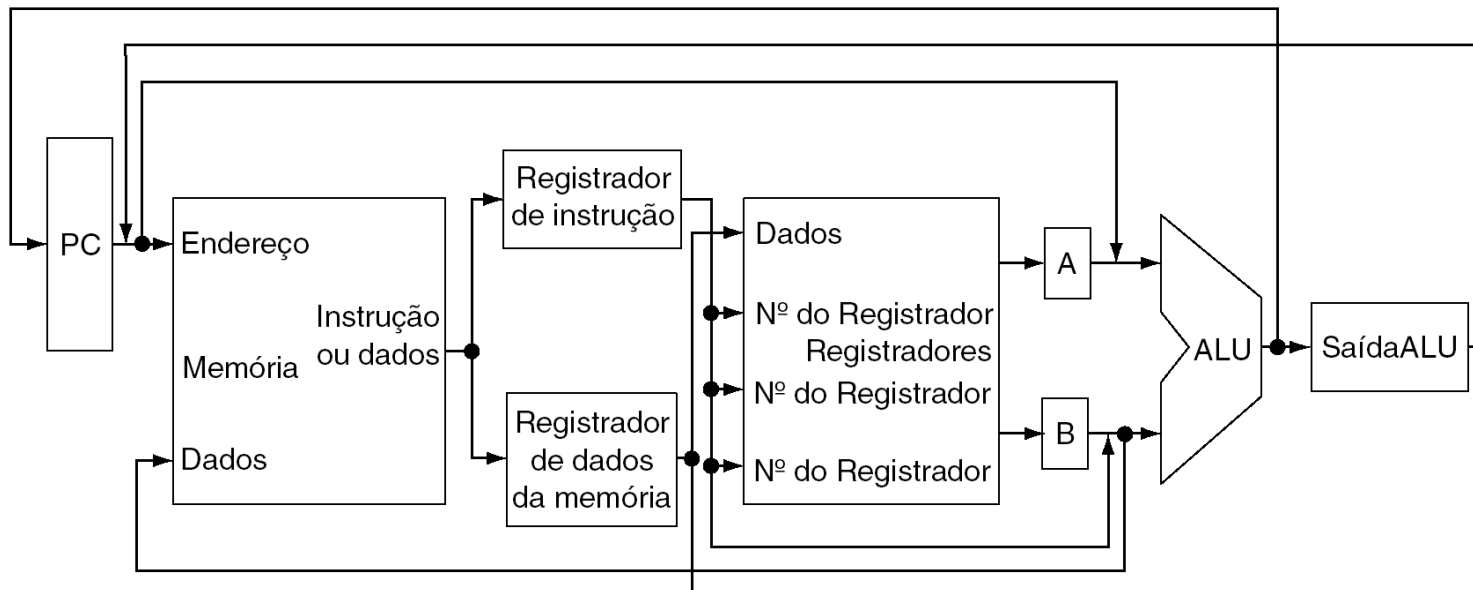 PC
Endereço
Memória
Instrução
ou dados
Dados
Registrador
de instrução
Registrador
de dados
da memória
Dados
Nº do Registrador
Registradores
Nº do Registrador
Nº do Registrador
A
B
ALU
SaídaALU